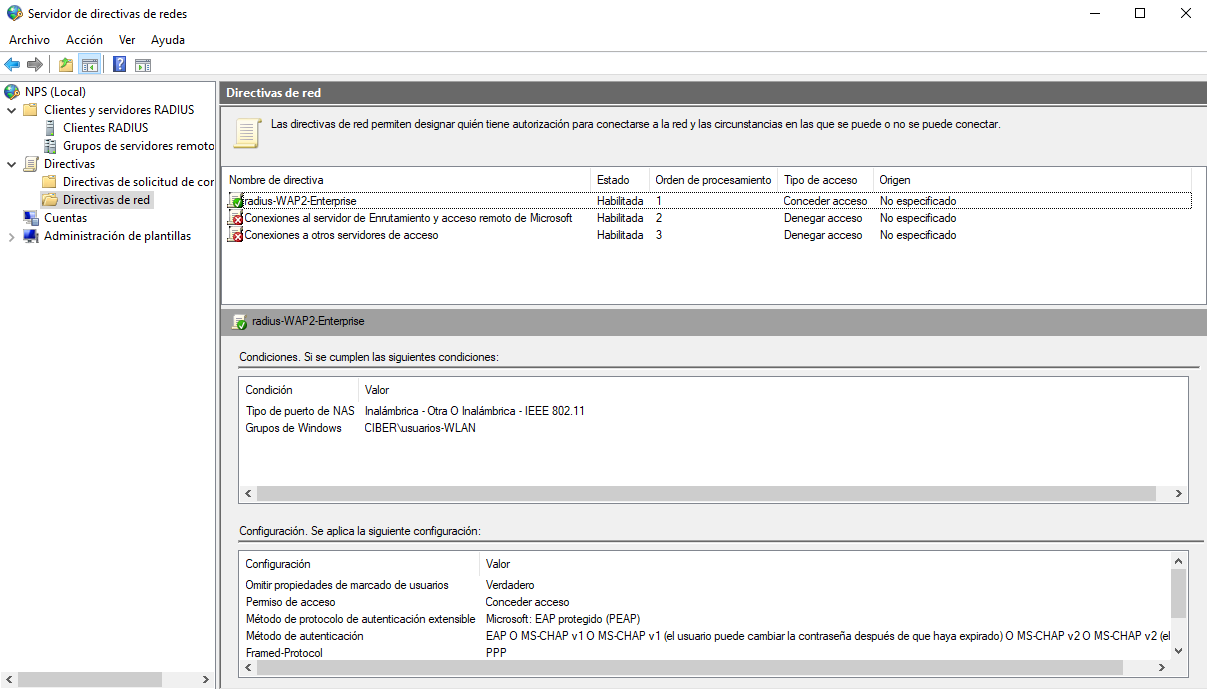 Servidor de directivas de redes
Archivo Acción Ver Ayuda
NPS (Local)
Clientes y servidores RADIUS
Clientes RADIUS
Grupos de servidores remoto
Directivas
Directivas de solicitud de cor
Directivas de red
Cuentas
Administración de plantillas
Directivas de red
Las directivas de red permiten designar quién tiene autorización para conectarse a la red y las circunstancias en las que se puede o no se puede conectar.
Nombre de directiva Estado Orden de procesamiento Tipo de acceso Origen
radius-WAP2-Enterprise Habilitada 1 Conceder acceso No especificado
Conexiones al servidor de Enrutamiento y acceso remoto de Microsoft Habilitada 2 Denegar acceso No especificado
Conexiones a otros servidores de acceso Habilitada 3 Denegar acceso No especificado
radius-WAP2-Enterprise
Condiciones. Si se cumplen las siguientes condiciones:
Condición Valor
Tipo de puerto de NAS Inalámbrica - Otra O Inalámbrica - IEEE 802.11
Grupos de Windows CIBER\usuarios-WLAN
Configuración. Se aplica la siguiente configuración:
Configuración Valor
Omitir propiedades de marcado de usuarios Verdadero
Permiso de acceso Conceder acceso
Método de protocolo de autenticación extensible Microsoft: EAP protegido (PEAP)
Método de autenticación EAP O MS-CHAP v1 O MS-CHAP v1 (el usuario puede cambiar la contraseña después de que haya expirado) O MS-CHAP v2 O MS-CHAP v2 (el
Framed-Protocol PPP